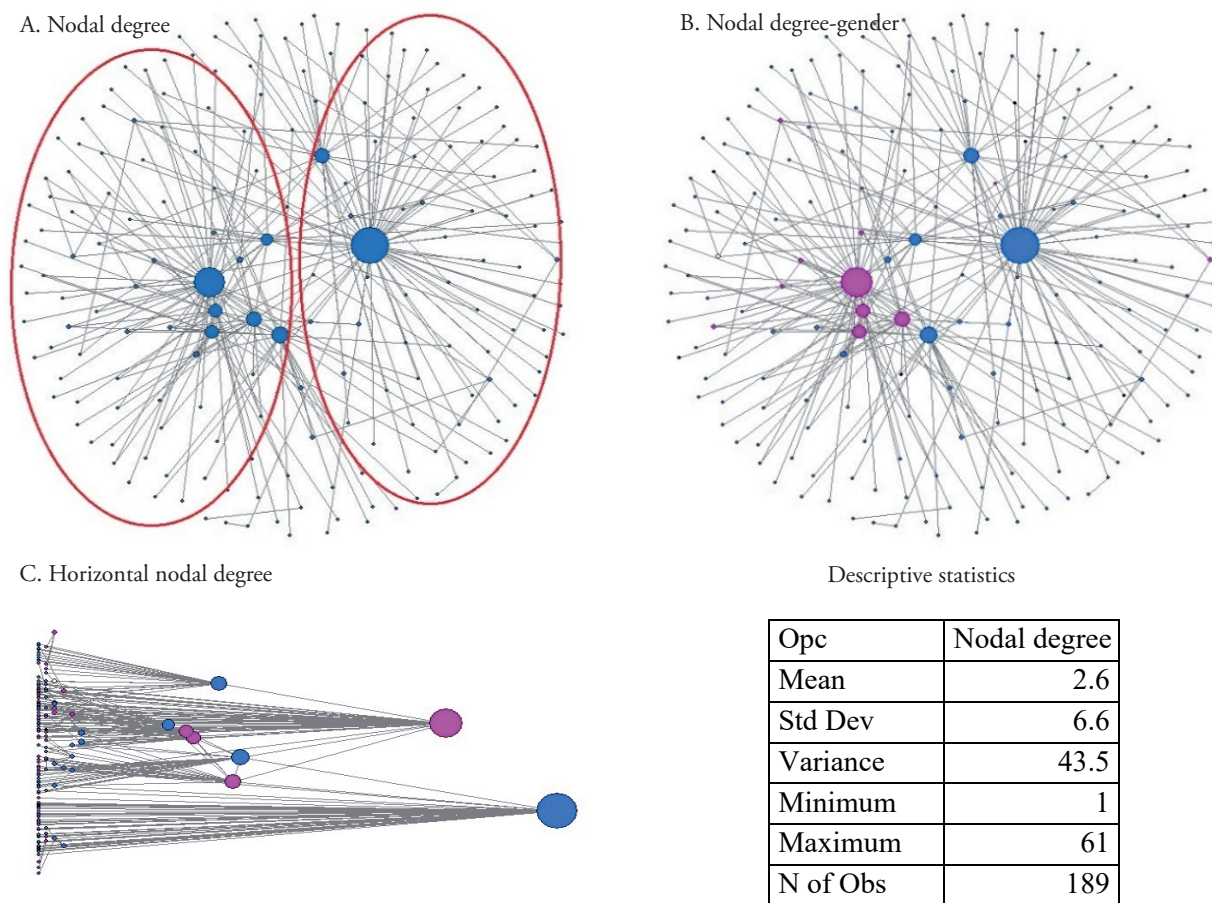 A. Nodal degree
B. Nodal degree-gender
C. Horizontal nodal degree
Descriptive statistics
Opc Nodal degree
Mean 2.6
Std Dev 6.6
Variance 43.5
Minimum 1
Maximum 61
N of Obs 189